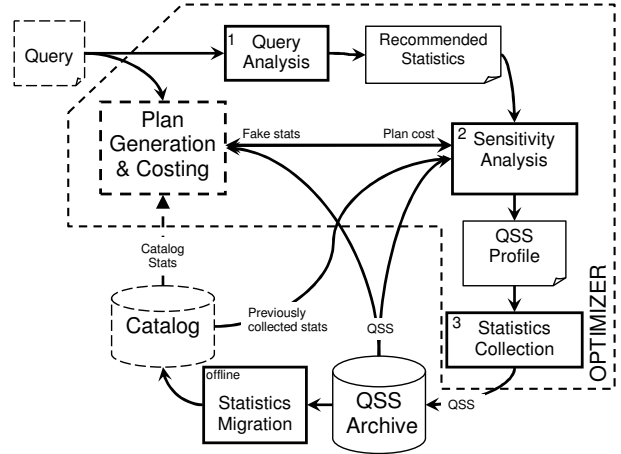 Query
1
Query
Analysis
Recommended
Statistics
Plan
Generation
& Costing
Fake stats
Plan cost
2
Sensitivity
Analysis
Catalog
Stats
QSS
Profile
Catalog
Previously
collected stats
QSS
3
Statistics
Collection
OPTIMIZER
offline
Statistics
Migration
QSS
Archive
QSS